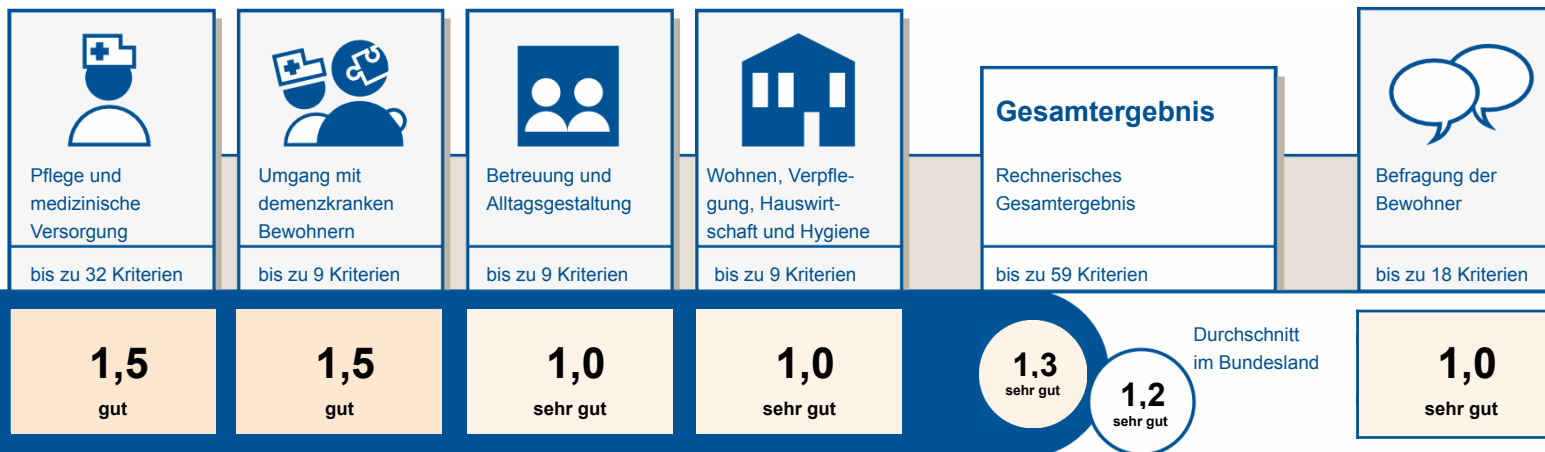 Pflege und
medizinische
Versorgung
bis zu 32 Kriterien
1,5
gut
Umgang mit
demenzkranken
Bewohnern
bis zu 9 Kriterien
1,5
gut
Betreuung und
Alltagsgestaltung
bis zu 9 Kriterien
1,0
sehr gut
Wohnen, Verpfle-
gung, Hauswirt-
schaft und Hygiene
bis zu 9 Kriterien
1,0
sehr gut
Gesamtergebnis
Rechnerisches
Gesamtergebnis
bis zu 59 Kriterien
1,3
sehr gut
1,2
sehr gut
Durchschnitt
im Bundesland
Befragung der
Bewohner
bis zu 18 Kriterien
1,0
sehr gut